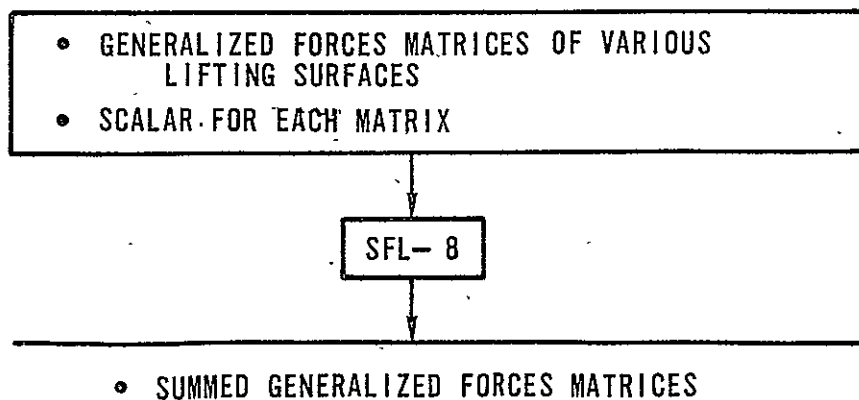 • GENERALIZED FORCES MATRICES OF VARIOUS
LIFTING SURFACES
• SCALAR FOR EACH MATRIX
SFL- 8
• SUMMED GENERALIZED FORCES MATRICES